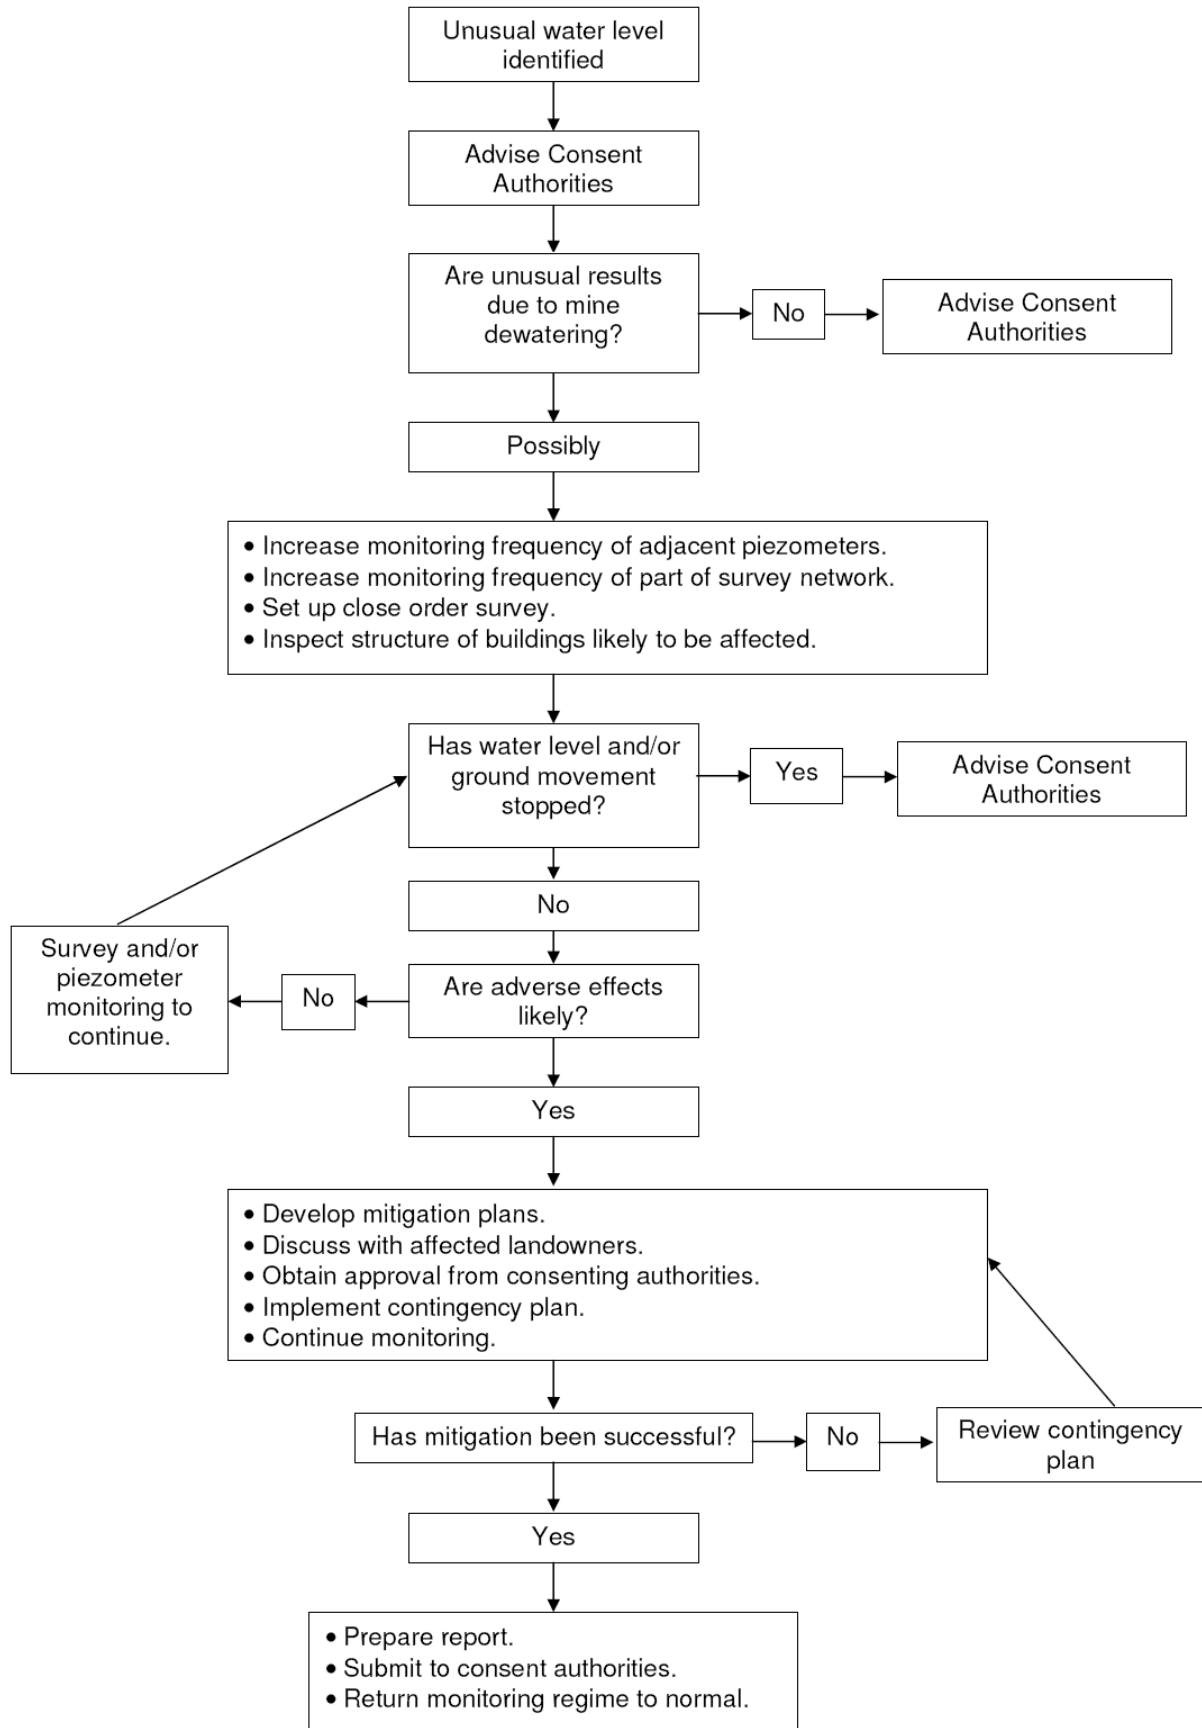 Unusual water level
identified
Advise Consent
Authorities
Are unusual results
due to mine
dewatering?
No
Advise Consent
Authorities
Possibly
• Increase monitoring frequency of adjacent piezometers.
• Increase monitoring frequency of part of survey network.
• Set up close order survey.
• Inspect structure of buildings likely to be affected.
Has water level and/or
ground movement
stopped?
Yes
Advise Consent
Authorities
No
Survey and/or
piezometer
monitoring to
continue.
No
Are adverse effects
likely?
Yes
• Develop mitigation plans.
• Discuss with affected landowners.
• Obtain approval from consenting authorities.
• Implement contingency plan.
• Continue monitoring.
Has mitigation been successful?
No
Review contingency
plan
Yes
• Prepare report.
• Submit to consent authorities.
• Return monitoring regime to normal.